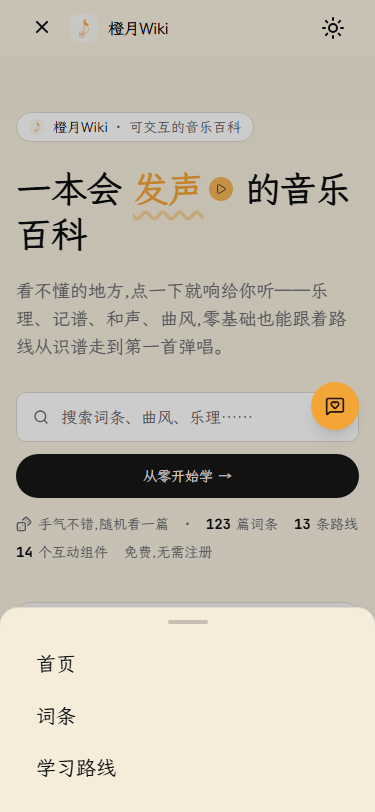 橙月Wiki
橙月Wiki · 可交互的音乐百科
一本会 发声 的音乐
百科
看不懂的地方,点一下就响给你听——乐
理、记谱、和声、曲风,零基础也能跟着路
线从识谱走到第一首弹唱。
搜索词条、曲风、乐理……
从零开始学 →
手气不错,随机看一篇 · 123 篇词条 13 条路线
14 个互动组件 免费,无需注册
首页
词条
学习路线